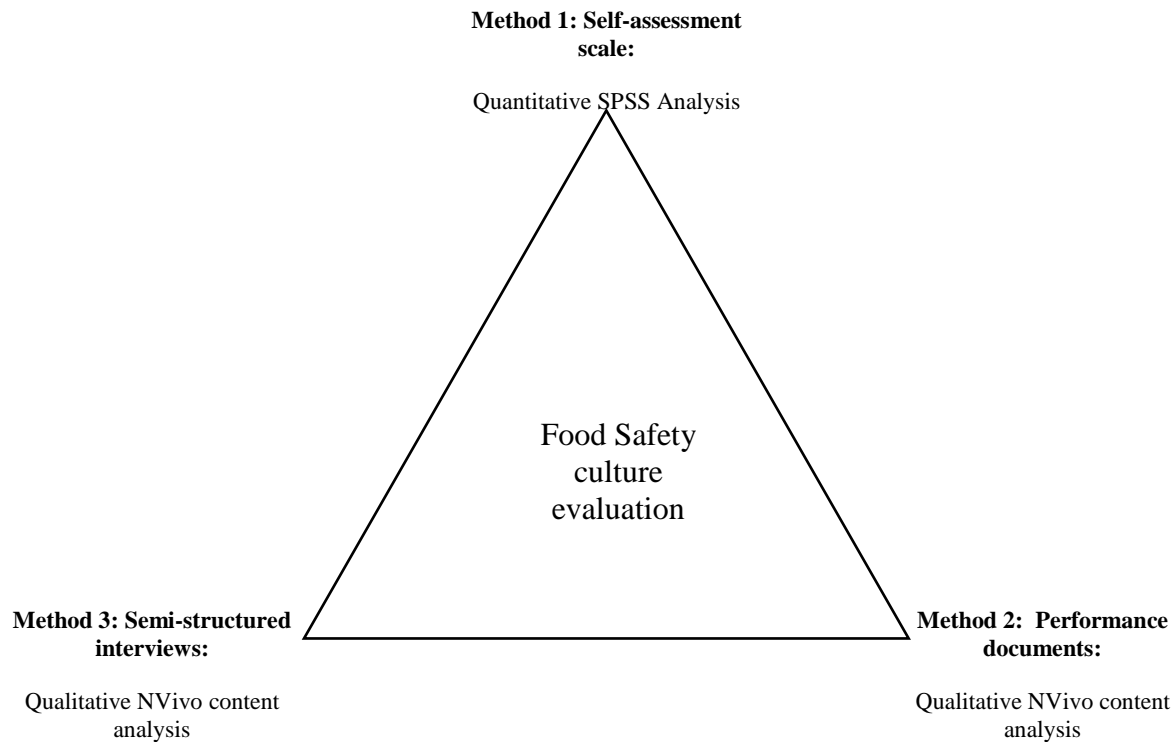 Method 1: Self-assessment
scale:
Quantitative SPSS Analysis
Food Safety
culture
evaluation
Method 3: Semi-structured
interviews:
Qualitative NVivo content
analysis
Method 2: Performance
documents:
Qualitative NVivo content
analysis